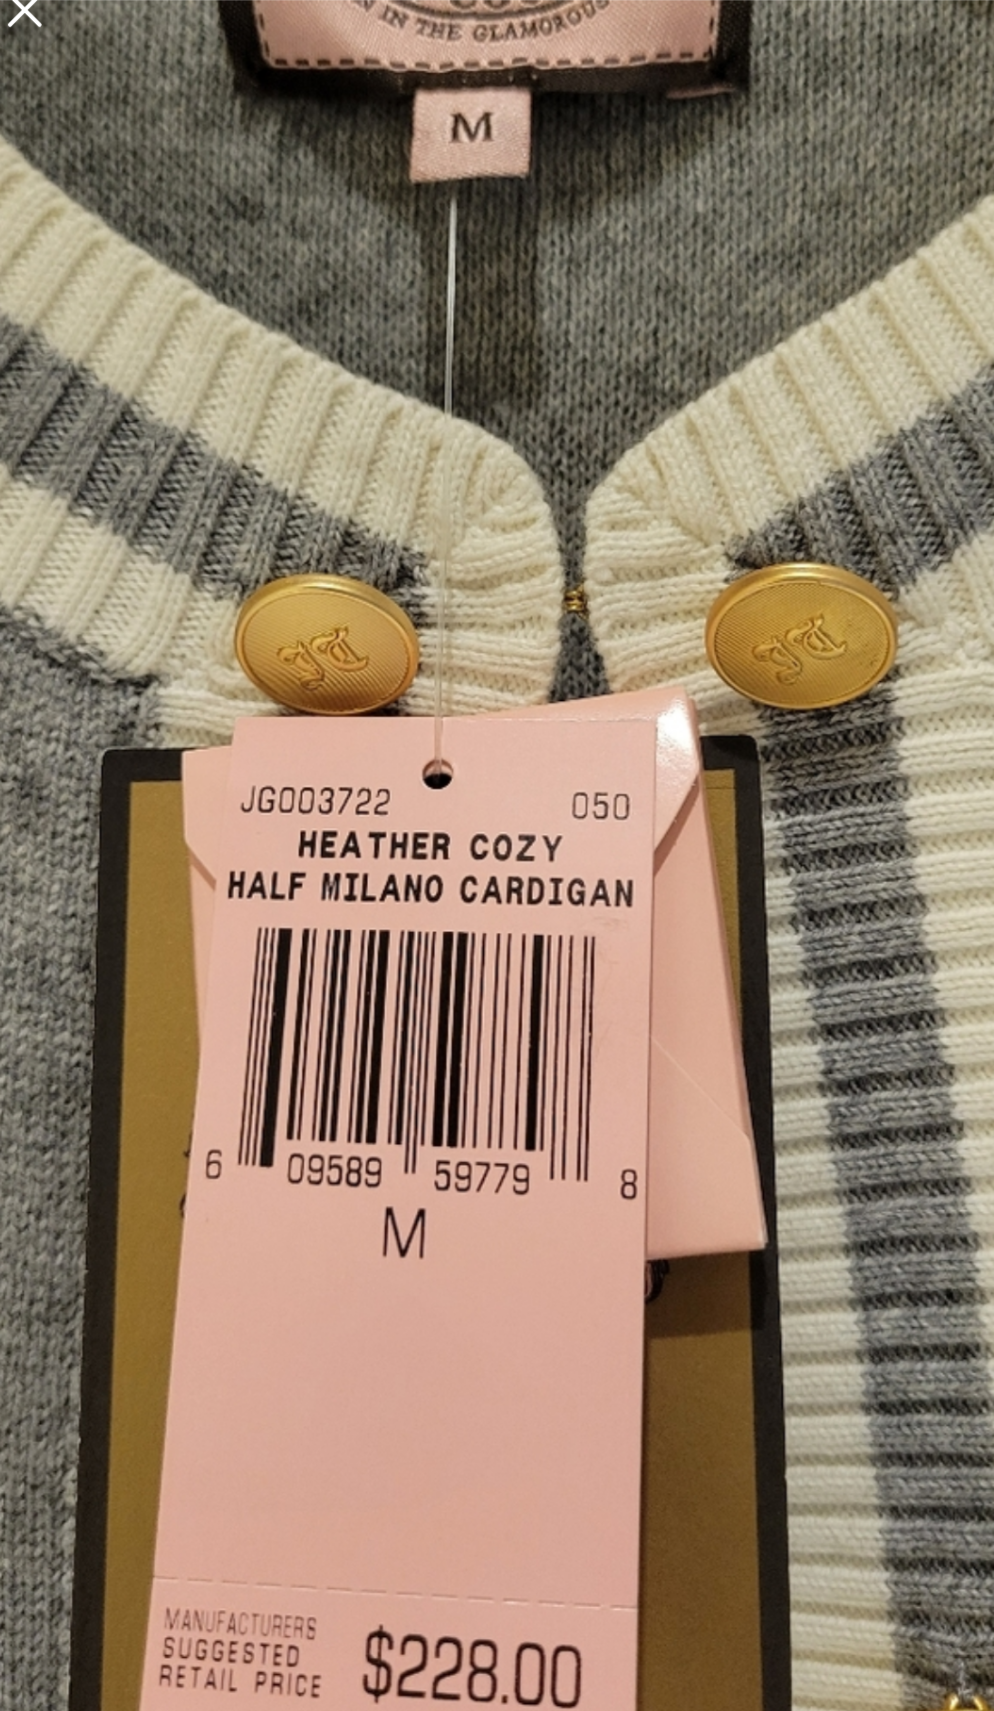 N IN THE GLAMOROUS
M
JG003722 050
HEATHER COZY
HALF MILANO CARDIGAN
6 09589 59779 8
M
MANUFACTURERS
SUGGESTED
RETAIL PRICE
$228.00